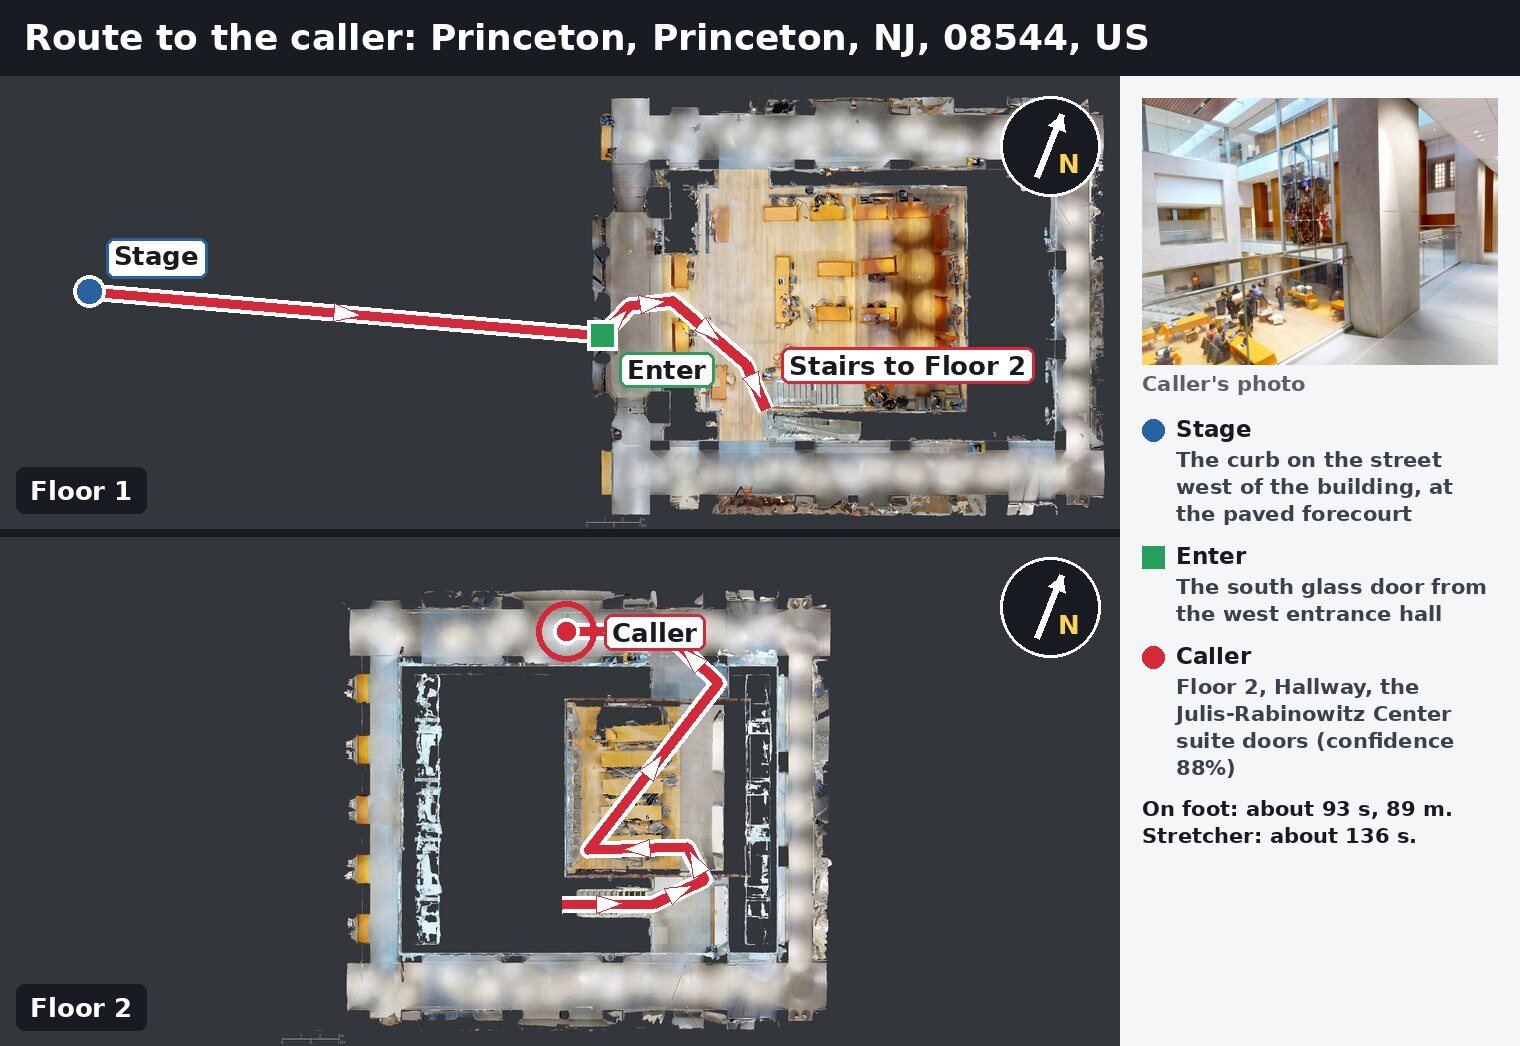 Route to the caller: Princeton, Princeton, NJ, 08544, US
Stage
Enter
Stairs to Floor 2
N
Floor 1
Caller
N
Floor 2
Caller's photo
Stage
The curb on the street
west of the building, at
the paved forecourt
Enter
The south glass door from
the west entrance hall
Caller
Floor 2, Hallway, the
Julis-Rabinowitz Center
suite doors (confidence
88%)
On foot: about 93 s, 89 m.
Stretcher: about 136 s.